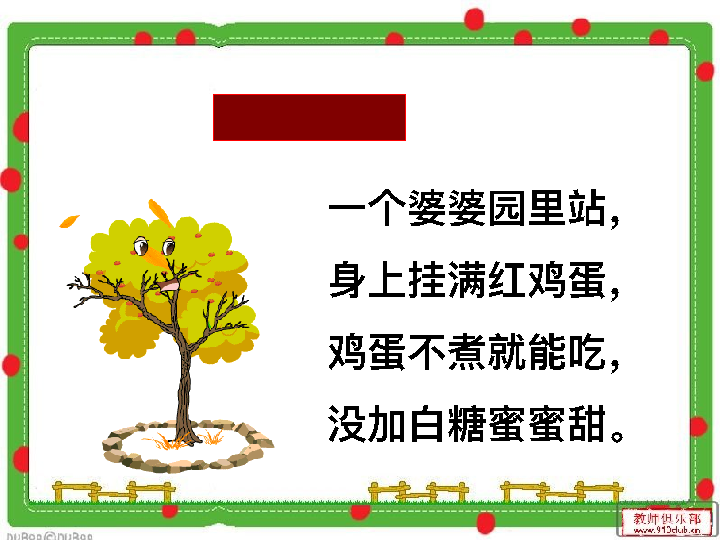 一个婆婆园里站，
身上挂满红鸡蛋，
鸡蛋不煮就能吃，
没加白糖蜜蜜甜。
教师俱乐部
www.910club.cn